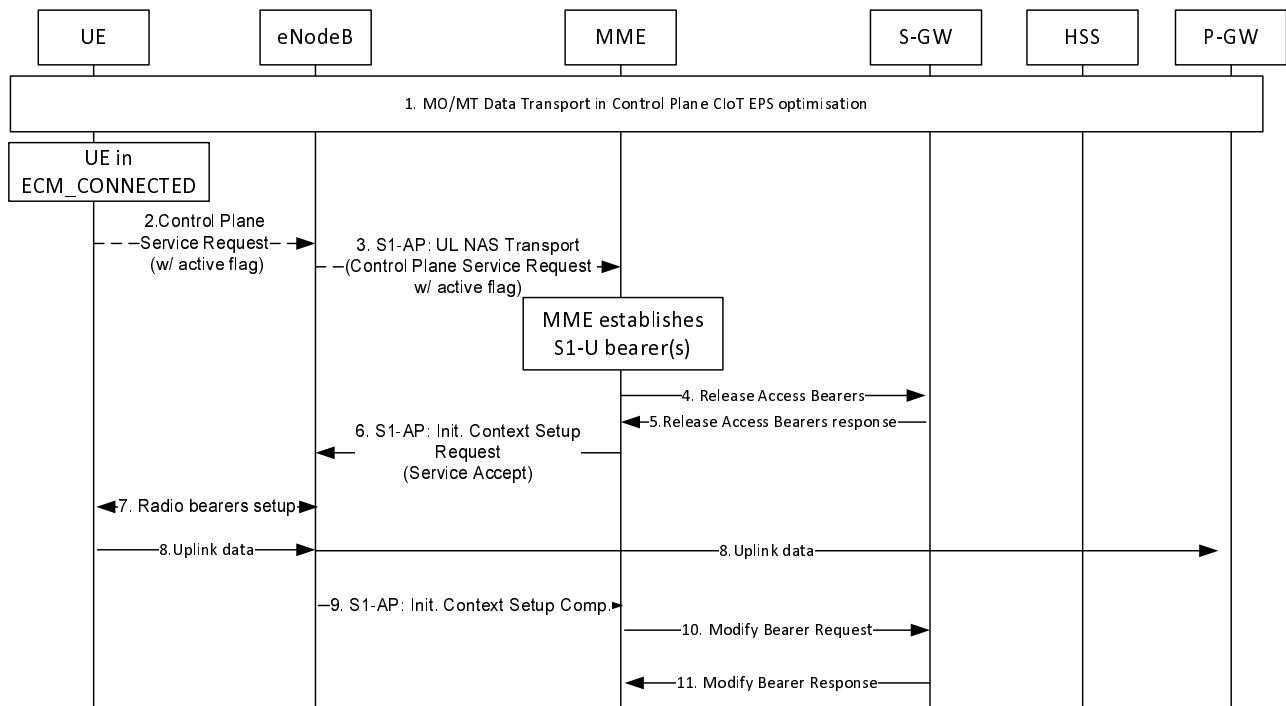 UE
eNodeB
MME
S-GW
HSS
P-GW
1. MO/MT Data Transport in Control Plane CIoT EPS optimisation
UE in
ECM_CONNECTED
2.Control Plane
Service Request
(w/ active flag)
3. S1-AP: UL NAS Transport
(Control Plane Service Request
w/ active flag)
MME establishes
S1-U bearer(s)
4. Release Access Bearers
5.Release Access Bearers response
6. S1-AP: Init. Context Setup
Request
(Service Accept)
7. Radio bearers setup
8.Uplink data
8.Uplink data
9. S1-AP: Init. Context Setup Comp.
10. Modify Bearer Request
11. Modify Bearer Response